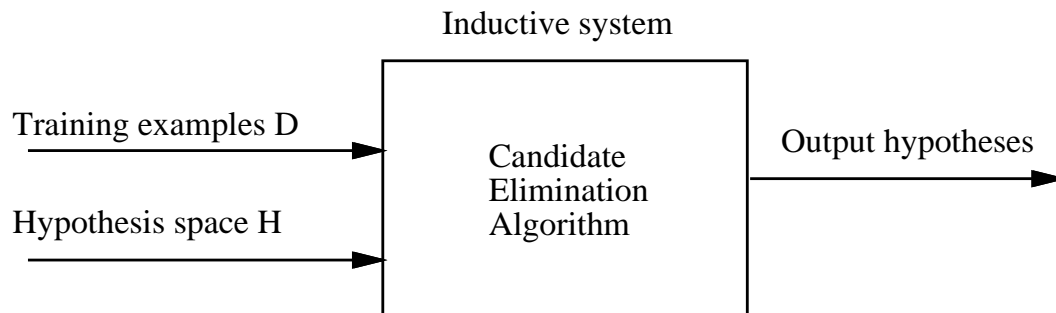 Inductive system
Training examples D
Hypothesis space H
Candidate
Elimination
Algorithm
Output hypotheses